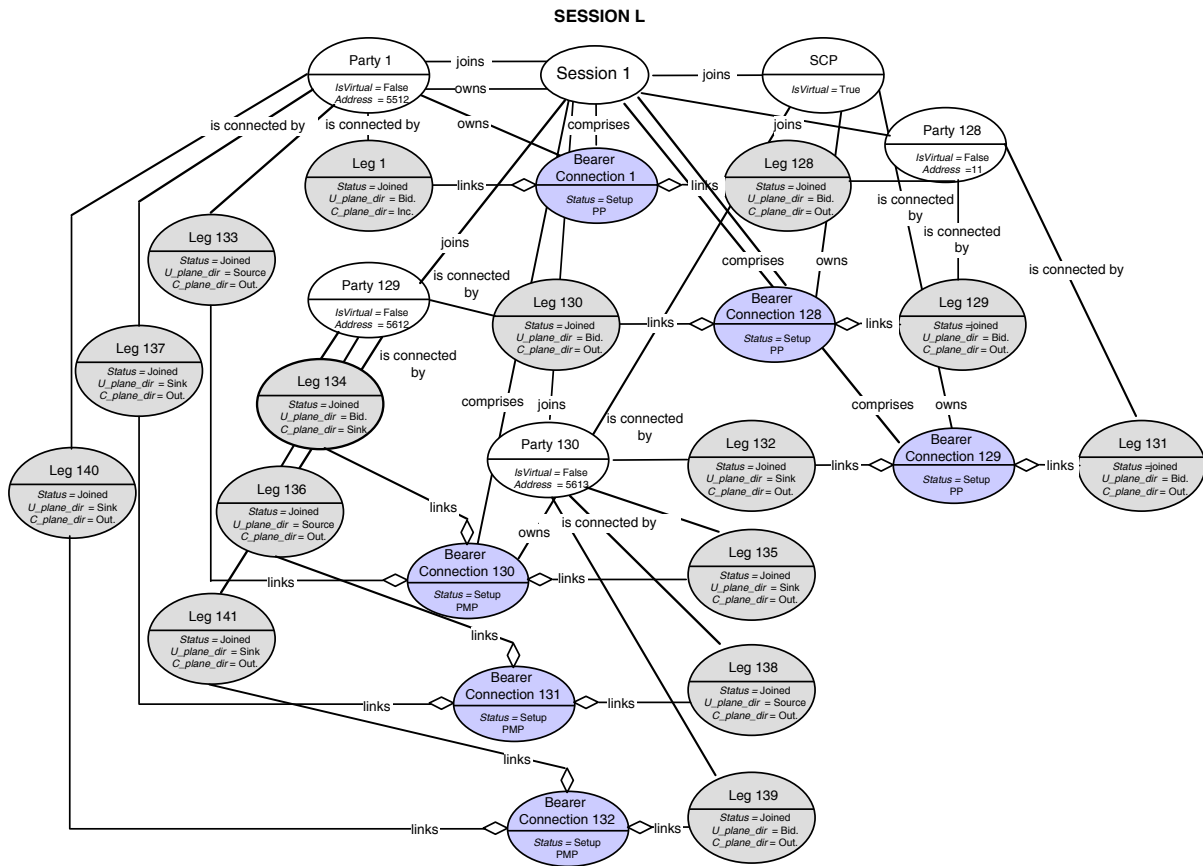 SESSION L
Party 1
IsVirtual = False
Address = 5512
joins
owns
Session 1
joins
SCP
IsVirtual = True
is connected by
is connected by
owns
comprises
joins
Party 128
IsVirtual = False
Address =11
Leg 1
Status = Joined
U_plane_dir = Bid.
C_plane_dir = Inc.
links
Bearer
Connection 1
Status = Setup
PP
links
Leg 128
Status = Joined
U_plane_dir = Bid.
C_plane_dir = Out.
is connected
by
is connected
by
Leg 133
Status = Joined
U_plane_dir = Source
C_plane_dir = Out.
joins
is connected
by
comprises
owns
is connected by
Party 129
IsVirtual = False
Address = 5612
Leg 130
Status = Joined
U_plane_dir = Bid.
C_plane_dir = Out.
links
Bearer
Connection 128
Status = Setup
PP
links
Leg 129
Status =joined
U_plane_dir = Bid.
C_plane_dir = Out.
Leg 137
Status = Joined
U_plane_dir = Sink
C_plane_dir = Out.
is connected
by
Leg 134
Status = Joined
U_plane_dir = Bid.
C_plane_dir = Sink
comprises
joins
is connected
by
comprises
owns
Party 130
IsVirtual = False
Address = 5613
Leg 132
Status = Joined
U_plane_dir = Sink
C_plane_dir = Out.
links
Bearer
Connection 129
Status = Setup
PP
links
Leg 131
Status =joined
U_plane_dir = Bid.
C_plane_dir = Out.
Leg 140
Status = Joined
U_plane_dir = Sink
C_plane_dir = Out.
Leg 136
Status = Joined
U_plane_dir = Source
C_plane_dir = Out.
links
owns
is connected by
Bearer
Connection 130
Status = Setup
PMP
links
links
Leg 135
Status = Joined
U_plane_dir = Sink
C_plane_dir = Out.
Leg 141
Status = Joined
U_plane_dir = Sink
C_plane_dir = Out.
links
Bearer
Connection 131
Status = Setup
PMP
links
links
Leg 138
Status = Joined
U_plane_dir = Source
C_plane_dir = Out.
links
Bearer
Connection 132
Status = Setup
PMP
links
links
Leg 139
Status = Joined
U_plane_dir = Bid.
C_plane_dir = Out.